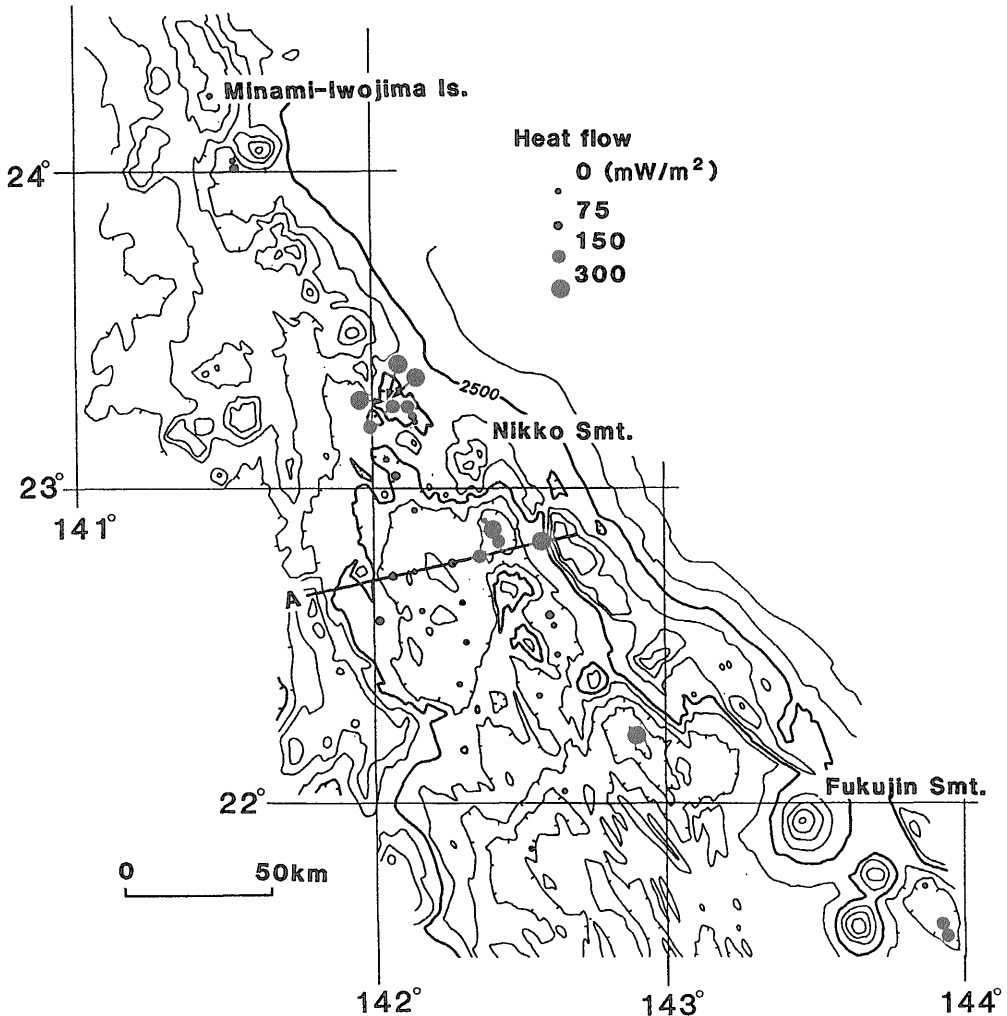 Minami-Iwojima Is.
Heat flow
0 (mW/m²)
75
150
300
24°
2500
Nikko Smt.
23°
141°
A
Fukujin Smt.
22°
0 50km
142°
143°
144°